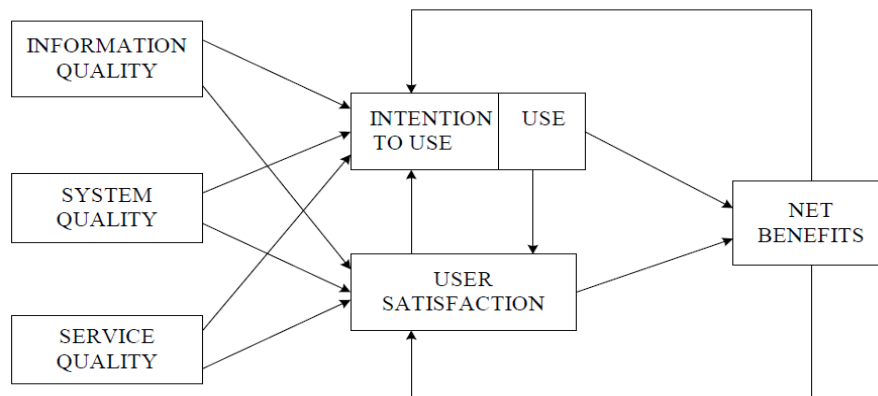 INFORMATION
QUALITY
INTENTION
TO USE
USE
SYSTEM
QUALITY
NET
BENEFITS
USER
SATISFACTION
SERVICE
QUALITY